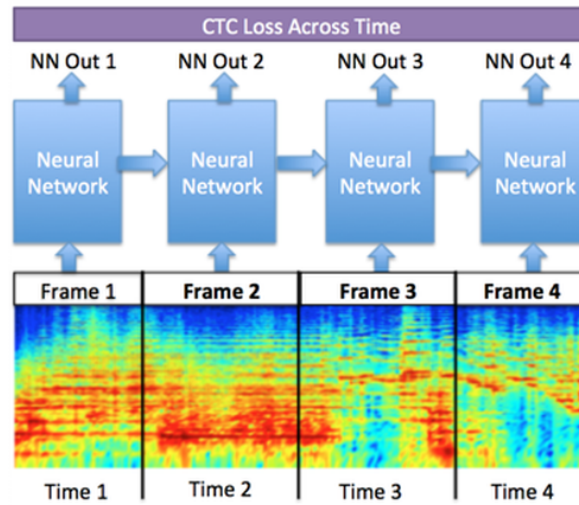 CTC Loss Across Time
NN Out 1 NN Out 2 NN Out 3 NN Out 4
Neural Network Neural Network Neural Network Neural Network
Frame 1 Frame 2 Frame 3 Frame 4
Time 1 Time 2 Time 3 Time 4